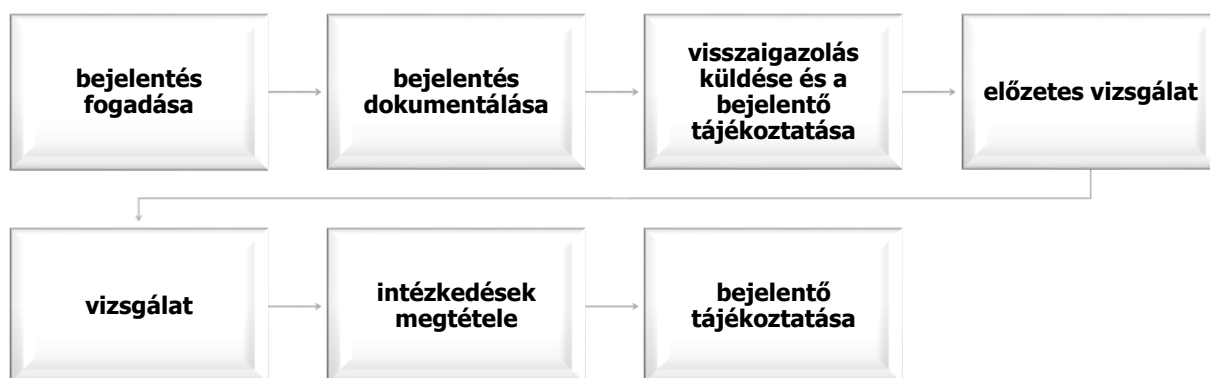 bejelentés
fogadása
bejelentés
dokumentálása
visszaigazolás
küldése és a
bejelentő
tájékoztatása
előzetes vizsgálat
vizsgálat
intézkedések
megtétele
bejelentő
tájékoztatása